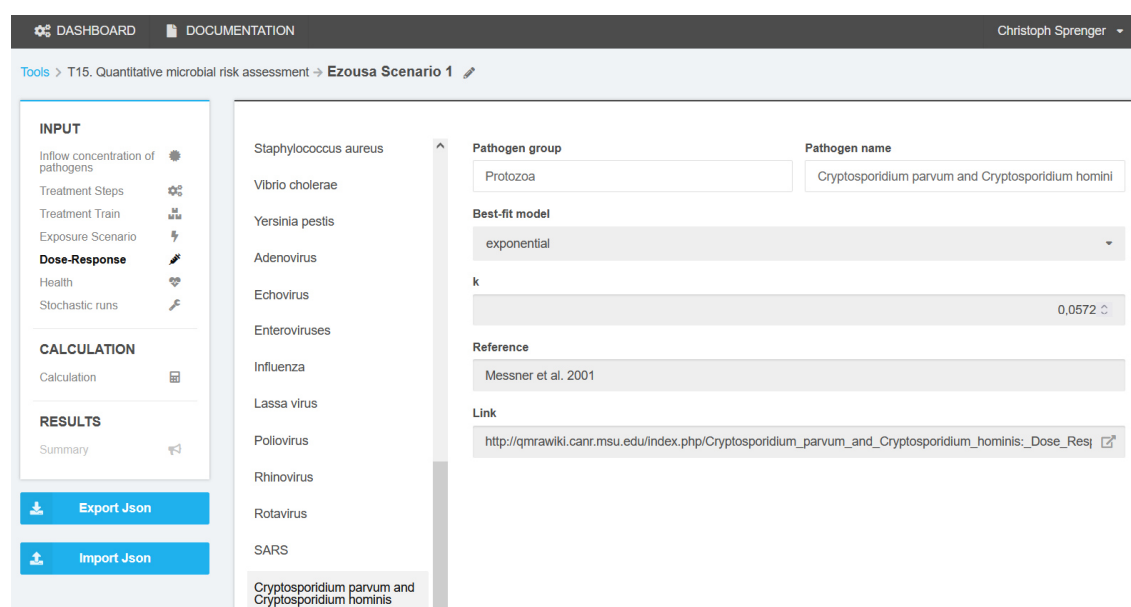 DASHBOARD DOCUMENTATION Christoph Sprenger
Tools > T15. Quantitative microbial risk assessment → Ezousa Scenario 1
INPUT
Inflow concentration of
pathogens
Treatment Steps
Treatment Train
Exposure Scenario
Dose-Response
Health
Stochastic runs
CALCULATION
Calculation
RESULTS
Summary
Export Json
Import Json
Staphylococcus aureus
Vibrio cholerae
Yersinia pestis
Adenovirus
Echovirus
Enteroviruses
Influenza
Lassa virus
Poliovirus
Rhinovirus
Rotavirus
SARS
Cryptosporidium parvum and
Cryptosporidium hominis
Pathogen group
Protozoa
Pathogen name
Cryptosporidium parvum and Cryptosporidium homini
Best-fit model
exponential
k
0,0572
Reference
Messner et al. 2001
Link
http://qmrawiki.canr.msu.edu/index.php/Cryptosporidium_parvum_and_Cryptosporidium_hominis:_Dose_Resp